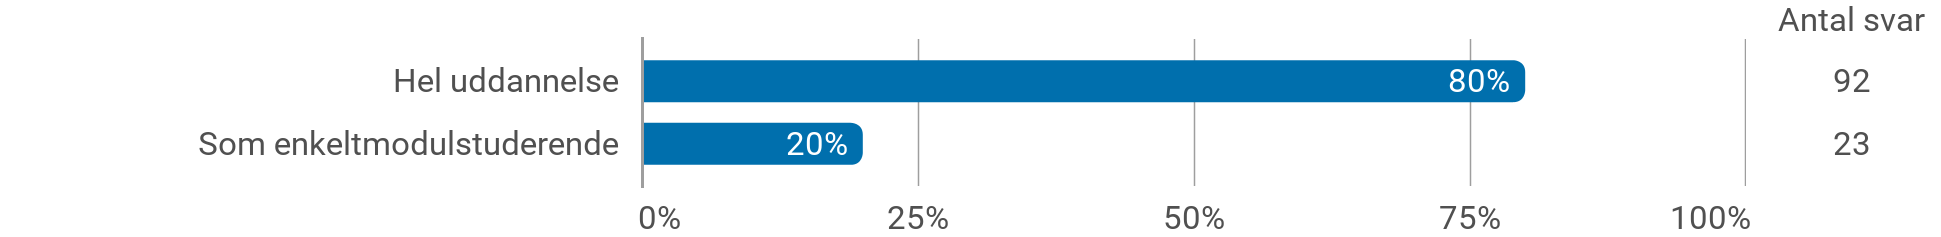 Antal svar
Hel uddannelse 80% 92
Som enkeltmodulstuderende 20% 23
0% 25% 50% 75% 100%